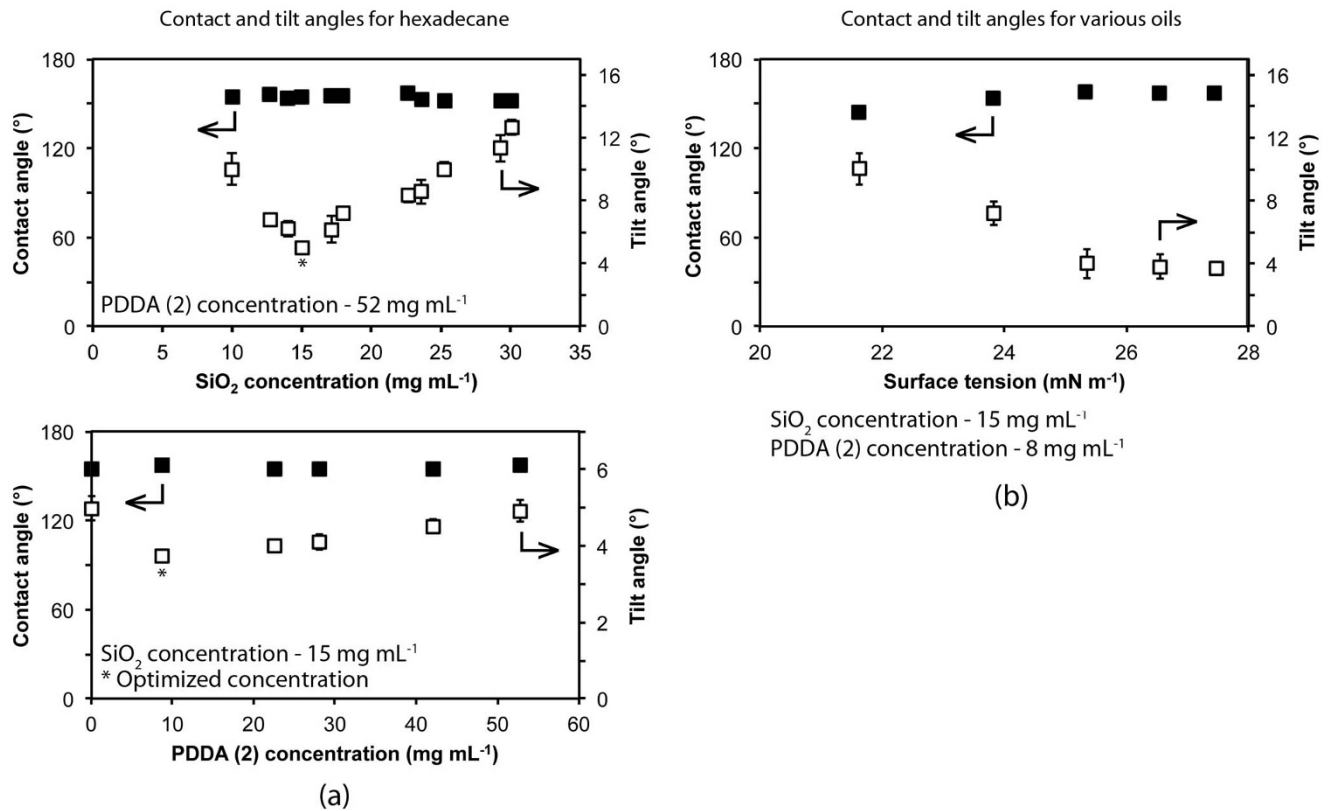 Contact and tilt angles for hexadecane
180
120
60
0
Contact angle (°)
16
12
8
4
0
Tilt angle (°)
*
PDDA (2) concentration - 52 mg mL⁻¹
0 5 10 15 20 25 30 35
SiO₂ concentration (mg mL⁻¹)
180
120
60
0
Contact angle (°)
6
4
2
0
Tilt angle (°)
*
SiO₂ concentration - 15 mg mL⁻¹
* Optimized concentration
0 10 20 30 40 50 60
PDDA (2) concentration (mg mL⁻¹)
(a)
Contact and tilt angles for various oils
180
120
60
0
Contact angle (°)
16
12
8
4
0
Tilt angle (°)
20 22 24 26 28
Surface tension (mN m⁻¹)
SiO₂ concentration - 15 mg mL⁻¹
PDDA (2) concentration - 8 mg mL⁻¹
(b)